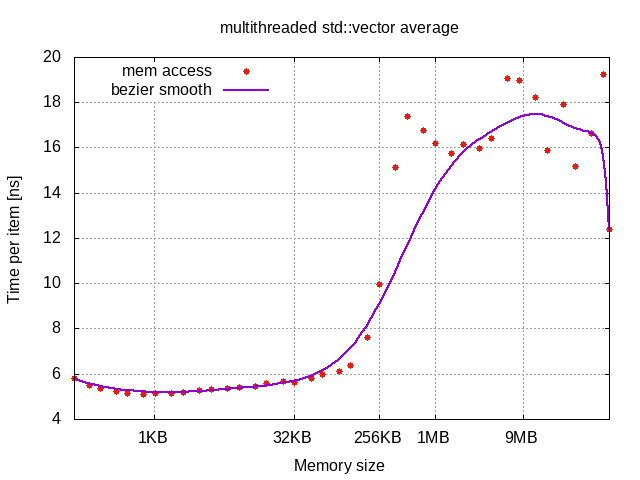 multithreaded std::vector average
20
18
16
14
12
10
8
6
4
Time per item [ns]
mem access
bezier smooth
1KB 32KB 256KB 1MB 9MB
Memory size